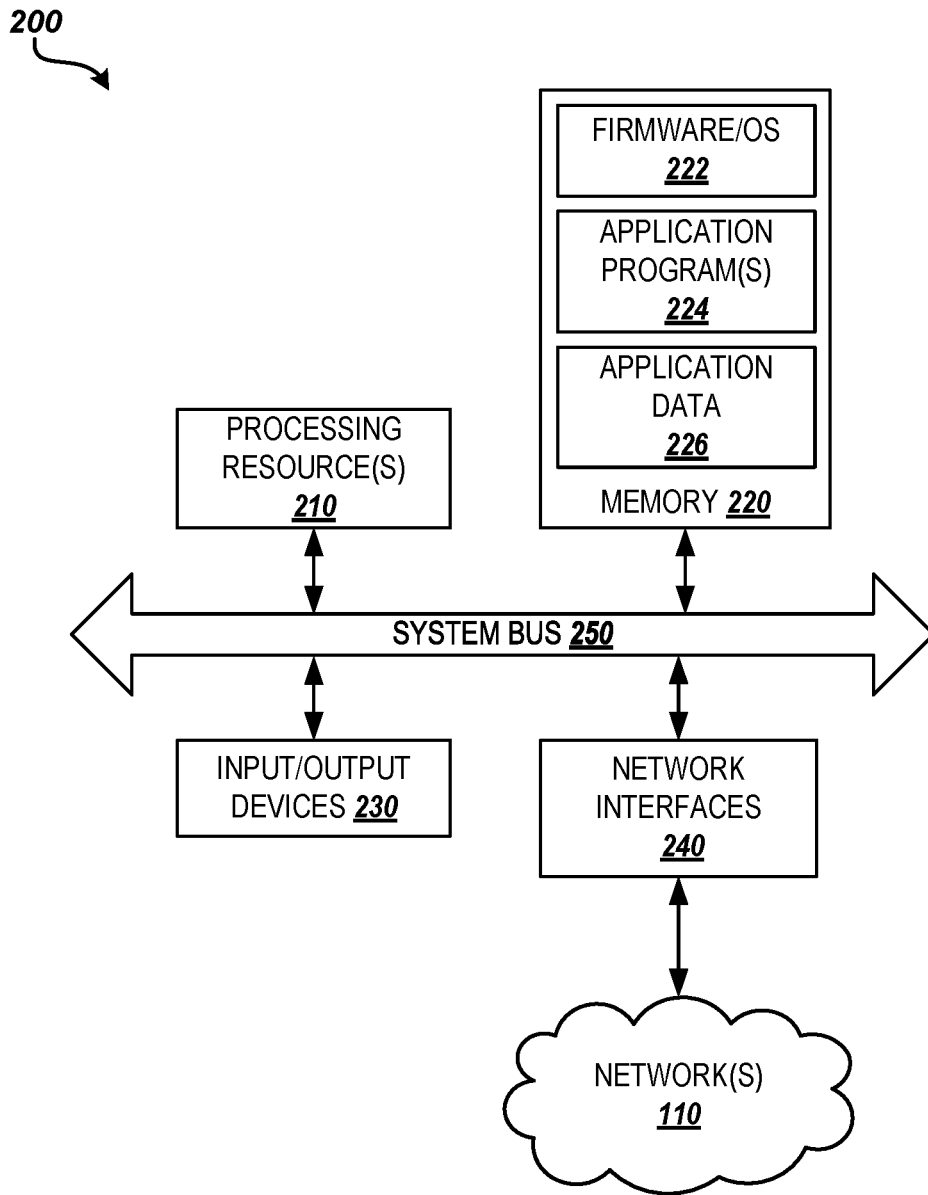 200
FIRMWARE/OS
222
APPLICATION
PROGRAM(S)
224
APPLICATION
DATA
226
MEMORY 220
PROCESSING
RESOURCE(S)
210
SYSTEM BUS 250
INPUT/OUTPUT
DEVICES 230
NETWORK
INTERFACES
240
NETWORK(S)
110